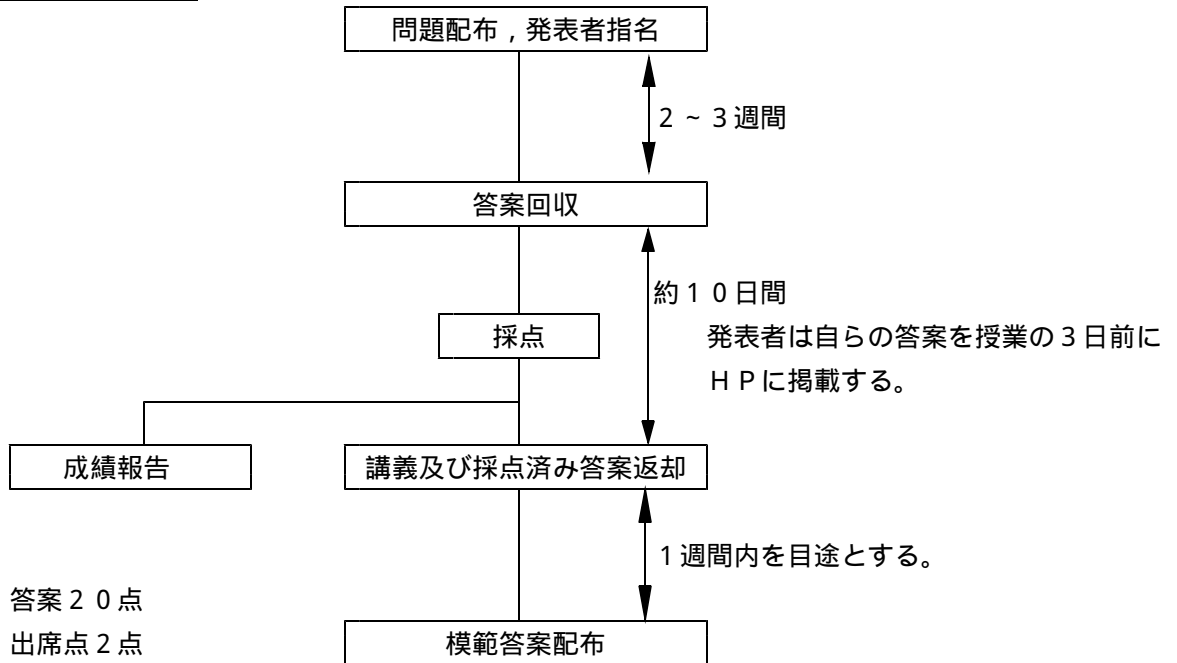 問題配布，発表者指名
２～３週間
答案回収
約１０日間
採点
発表者は自らの答案を授業の３日前に
ＨＰに掲載する。
成績報告
講義及び採点済み答案返却
１週間内を目途とする。
答案２０点
出席点２点
模範答案配布